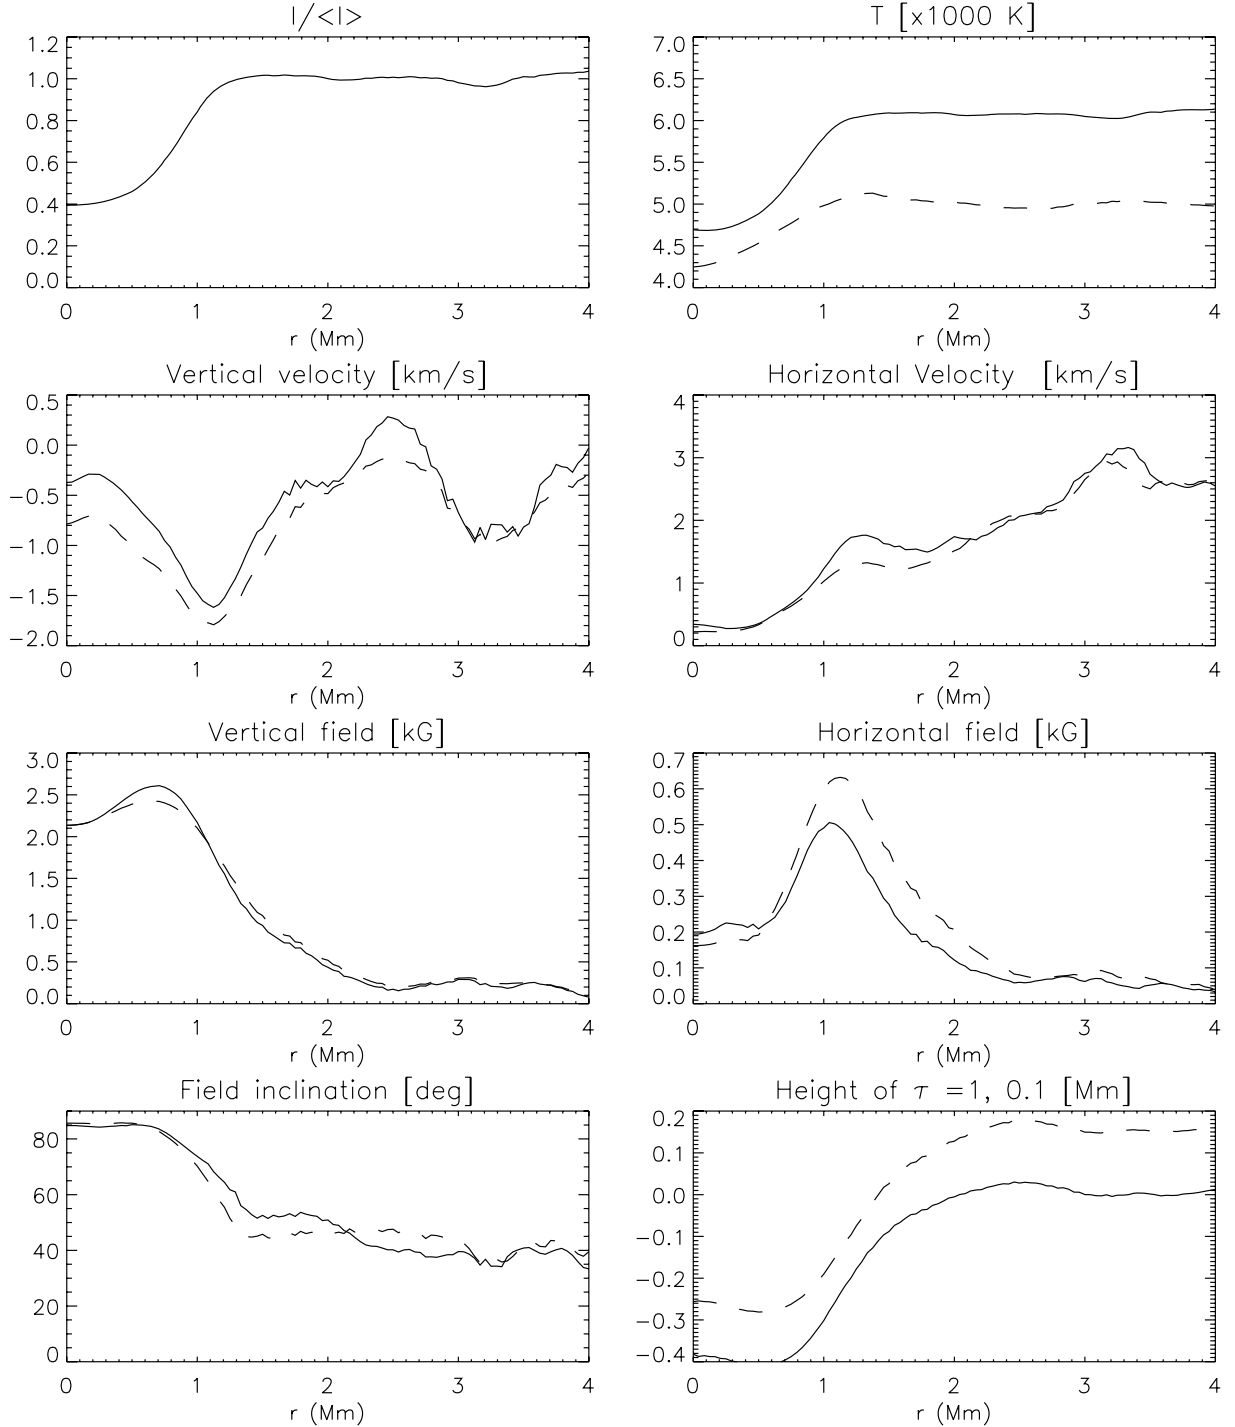 I/<I>
1.2
1.0
0.8
0.6
0.4
0.2
0.0
0 1 2 3 4
r (Mm)
T [x1000 K]
7.0
6.5
6.0
5.5
5.0
4.5
4.0
0 1 2 3 4
r (Mm)
Vertical velocity [km/s]
0.5
0.0
−0.5
−1.0
−1.5
−2.0
0 1 2 3 4
r (Mm)
Horizontal Velocity [km/s]
4
3
2
1
0
0 1 2 3 4
r (Mm)
Vertical field [kG]
3.0
2.5
2.0
1.5
1.0
0.5
0.0
0 1 2 3 4
r (Mm)
Horizontal field [kG]
0.7
0.6
0.5
0.4
0.3
0.2
0.1
0.0
0 1 2 3 4
r (Mm)
Field inclination [deg]
80
60
40
20
0
0 1 2 3 4
r (Mm)
Height of τ =1, 0.1 [Mm]
0.2
0.1
0.0
−0.1
−0.2
−0.3
−0.4
0 1 2 3 4
r (Mm)